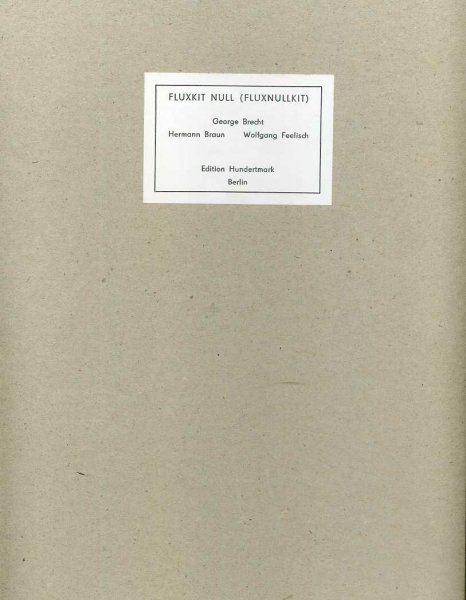 FLUXKIT NULL (FLUXNULLKIT)
George Brecht
Hermann Braun Wolfgang Feelisch
Edition Hundertmark
Berlin